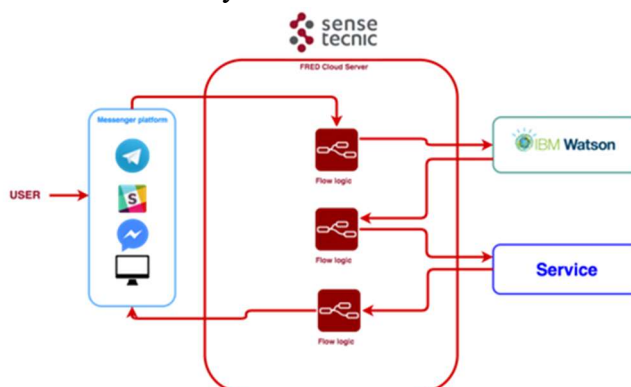 sense
tecnic
FRED Cloud Server
Messenger platform
USER
Flow logic
IBM Watson
Flow logic
Service
Flow logic